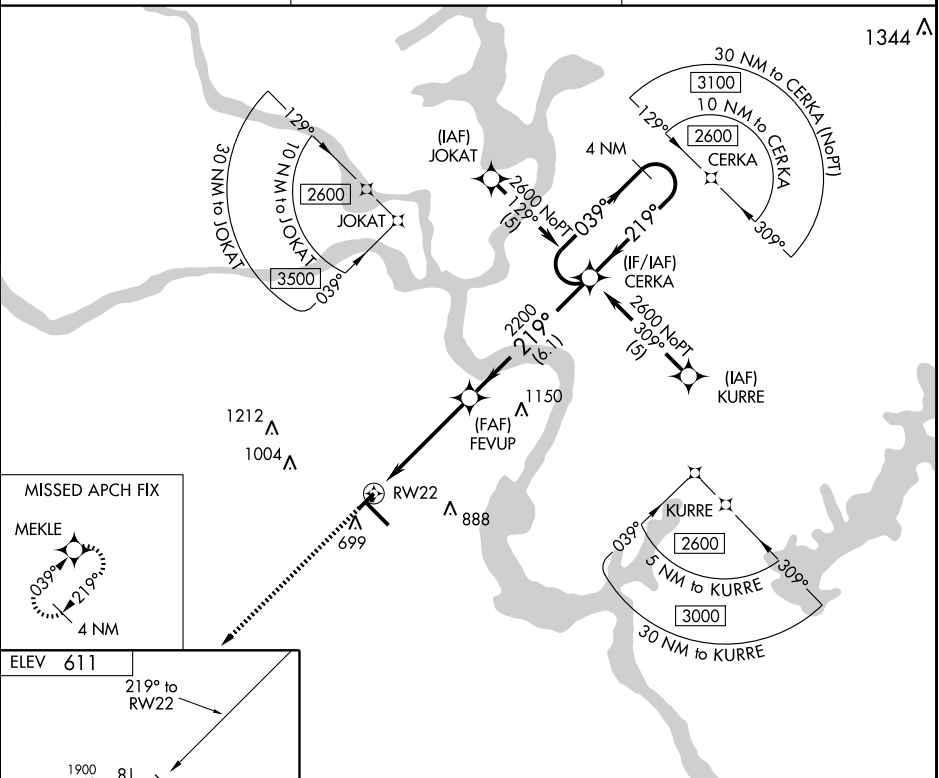 1344
30 NM to CERKA (NoPT)
3100
10 NM to CERKA
2600
129°
CERKA
309°
129°
30 NM to JOKAT
10 NM to JOKAT
2600
JOKAT
3500
039°
(IAF)
JOKAT
2600 NoPT
129°
(5)
4 NM
039°
219°
(IF/IAF)
CERKA
2600 NoPT
309°
(5)
(IAF)
KURRE
2200
219°
(6.1)
1150
(FAF)
FEVUP
1212
1004
RW22
888
699
KURRE
039°
309°
2600
5 NM to KURRE
3000
30 NM to KURRE
MISSED APCH FIX
MEKLE
039°
219°
4 NM
ELEV 611
219° to
RW22
1900
81